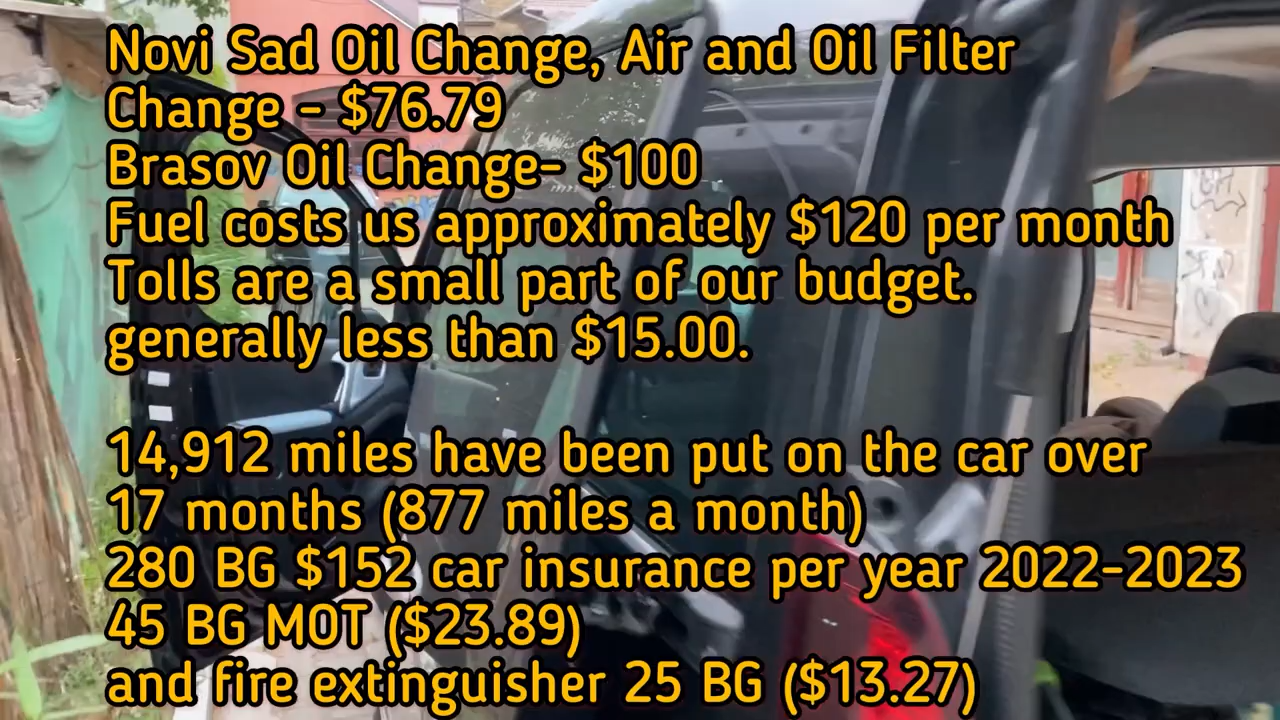 Novi Sad Oil Change, Air and Oil Filter
Change - $76.79
Brasov Oil Change- $100
Fuel costs us approximately $120 per month
Tolls are a small part of our budget.
generally less than $15.00.
14,912 miles have been put on the car over
17 months (877 miles a month)
280 BG $152 car insurance per year 2022-2023
45 BG MOT ($23.89)
and fire extinguisher 25 BG ($13.27)